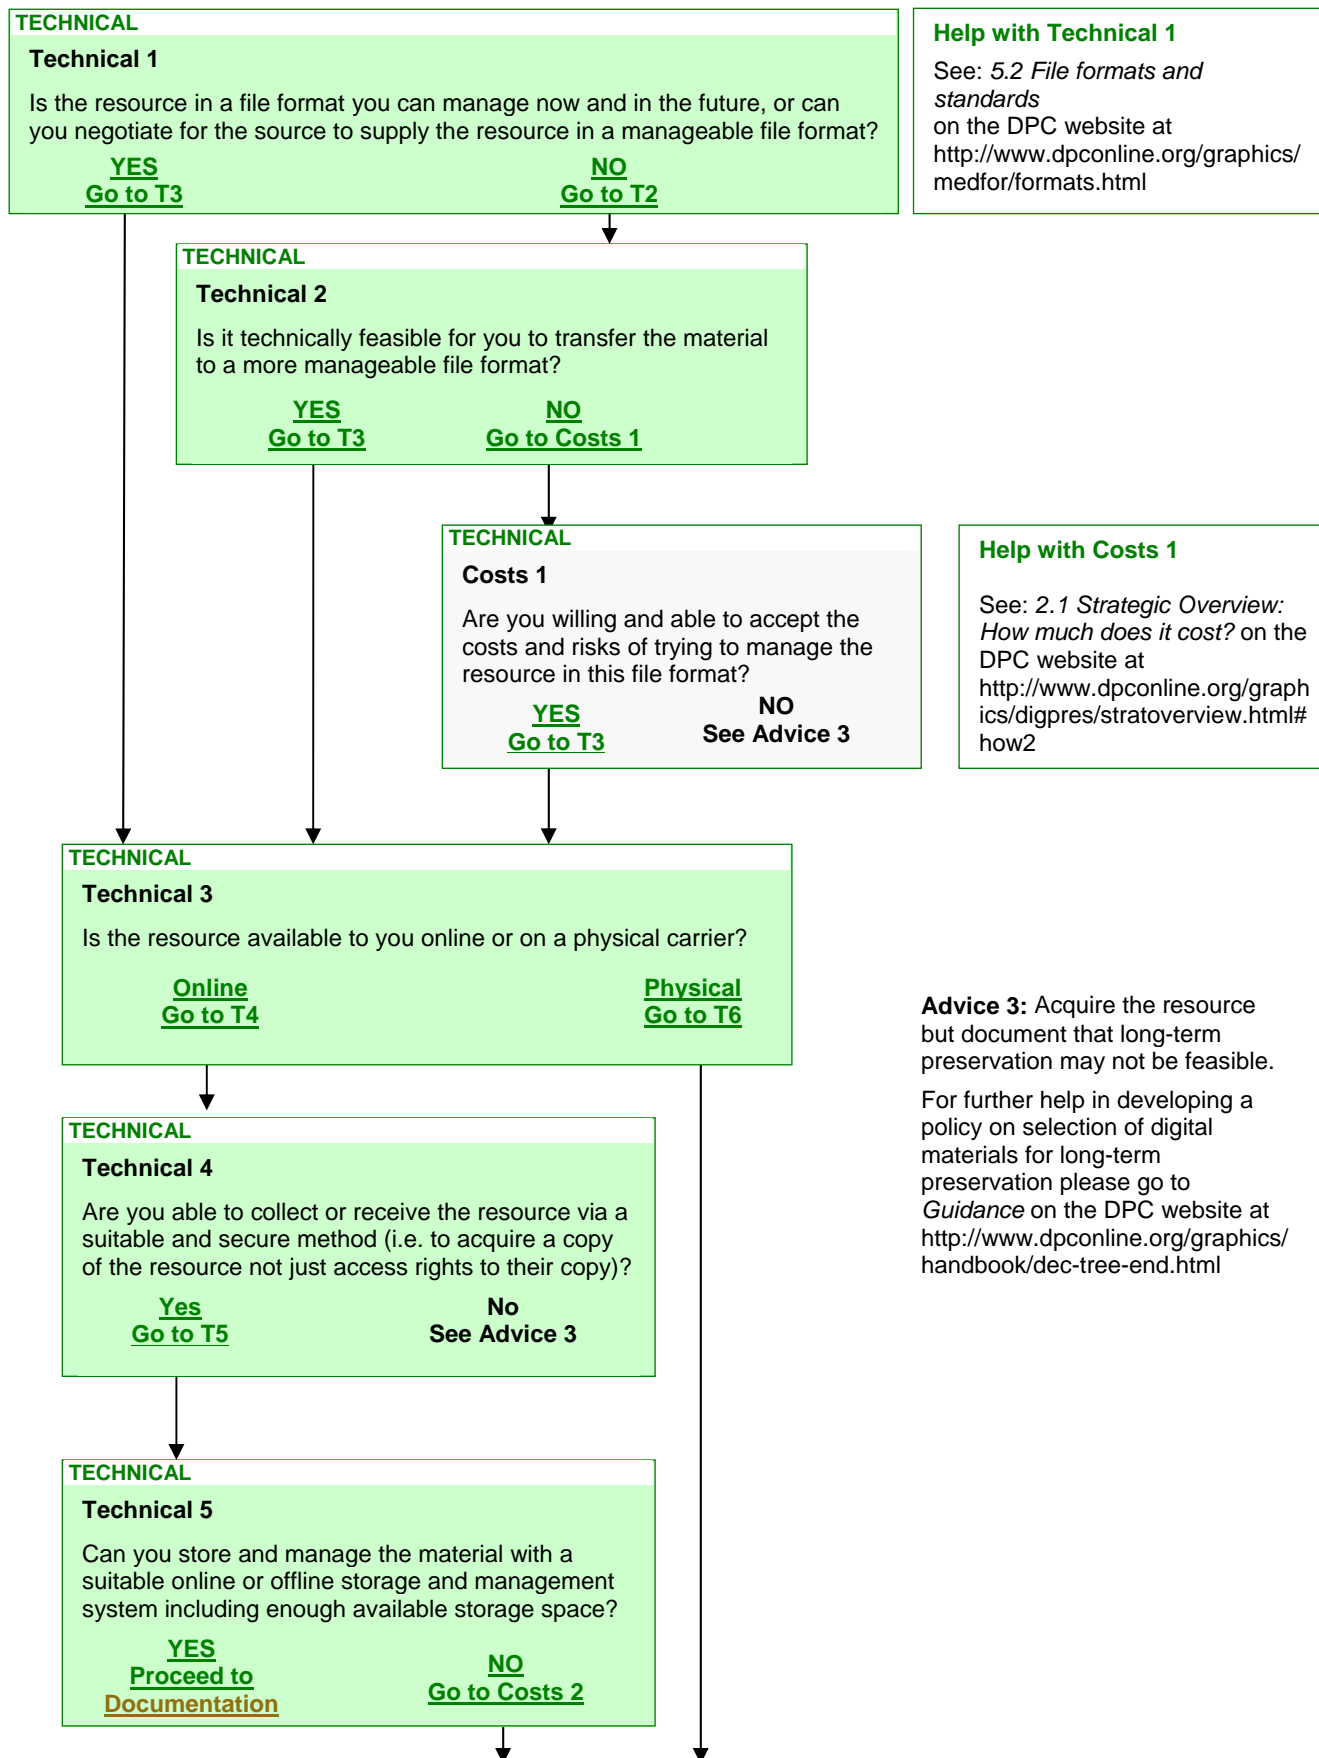 TECHNICAL
Technical 1
Is the resource in a file format you can manage now and in the future, or can
you negotiate for the source to supply the resource in a manageable file format?
YES
Go to T3
NO
Go to T2
Help with Technical 1
See: 5.2 File formats and
standards
on the DPC website at
http://www.dpconline.org/graphics/
medfor/formats.html
TECHNICAL
Technical 2
Is it technically feasible for you to transfer the material
to a more manageable file format?
YES
Go to T3
NO
Go to Costs 1
TECHNICAL
Costs 1
Are you willing and able to accept the
costs and risks of trying to manage the
resource in this file format?
YES
Go to T3
NO
See Advice 3
Help with Costs 1
See: 2.1 Strategic Overview:
How much does it cost? on the
DPC website at
http://www.dpconline.org/graph
ics/digpres/stratoverview.html#
how2
TECHNICAL
Technical 3
Is the resource available to you online or on a physical carrier?
Online
Go to T4
Physical
Go to T6
Advice 3: Acquire the resource
but document that long-term
preservation may not be feasible.
For further help in developing a
policy on selection of digital
materials for long-term
preservation please go to
Guidance on the DPC website at
http://www.dpconline.org/graphics/
handbook/dec-tree-end.html
TECHNICAL
Technical 4
Are you able to collect or receive the resource via a
suitable and secure method (i.e. to acquire a copy
of the resource not just access rights to their copy)?
Yes
Go to T5
No
See Advice 3
TECHNICAL
Technical 5
Can you store and manage the material with a
suitable online or offline storage and management
system including enough available storage space?
YES
Proceed to
Documentation
NO
Go to Costs 2